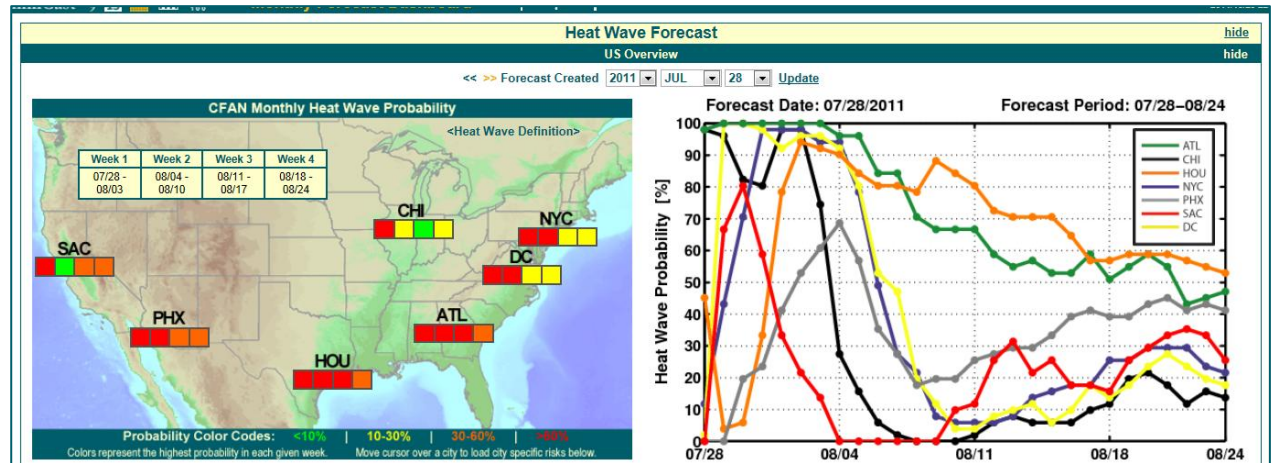 Monthly Forecast Dashboard
Heat Wave Forecast
hide
US Overview
hide
<< >> Forecast Created 2011 JUL 28 Update
CFAN Monthly Heat Wave Probability
<Heat Wave Definition>
Week 1 Week 2 Week 3 Week 4
07/28 - 08/04 - 08/11 - 08/18 -
08/03 08/10 08/17 08/24
CHI
NYC
SAC
DC
PHX
ATL
HOU
Probability Color Codes: <10% | 10-30% | 30-60% | >60%
Colors represent the highest probability in each given week. Move cursor over a city to load city specific risks below.
Forecast Date: 07/28/2011 Forecast Period: 07/28–08/24
Heat Wave Probability [%]
100
90
80
70
60
50
40
30
20
10
0
ATL
CHI
HOU
NYC
PHX
SAC
DC
07/28 08/04 08/11 08/18 08/24